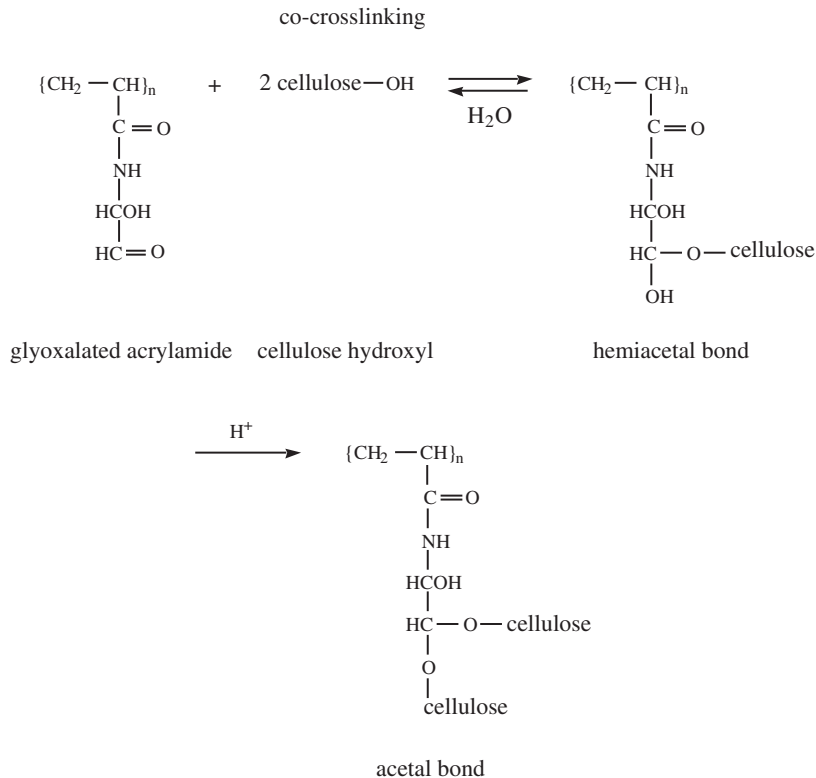 co-crosslinking
{CH₂ — CH}ₙ + 2 cellulose—OH ⇌ {CH₂ — CH}ₙ
H₂O
C=O C=O
NH NH
HCOH HCOH
HC=O HC—O—cellulose
OH
glyoxalated acrylamide cellulose hydroxyl hemiacetal bond
H⁺
{CH₂ — CH}ₙ
C=O
NH
HCOH
HC—O—cellulose
O
cellulose
acetal bond